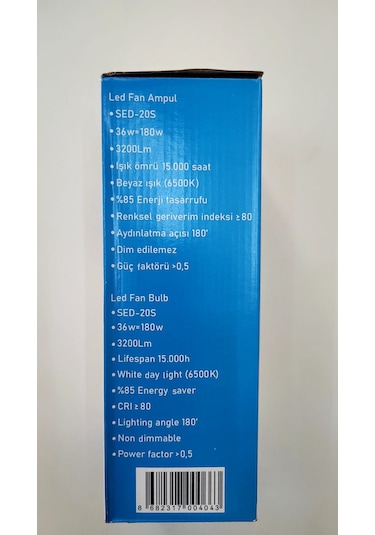 Led Fan Ampul
• SED-20S
• 36w=180w
• 3200Lm
• Işık ömrü 15.000 saat
• Beyaz ışık (6500K)
• %85 Enerji tasarrufu
• Renksel geriverim indeksi ≥80
• Aydınlatma açısı 180°
• Dim edilemez
• Güç faktörü >0,5
Led Fan Bulb
• SED-20S
• 36w=180w
• 3200Lm
• Lifespan 15.000h
• White day light (6500K)
• %85 Energy saver
• CRI ≥ 80
• Lighting angle 180°
• Non dimmable
• Power factor >0,5
8 682317 004043